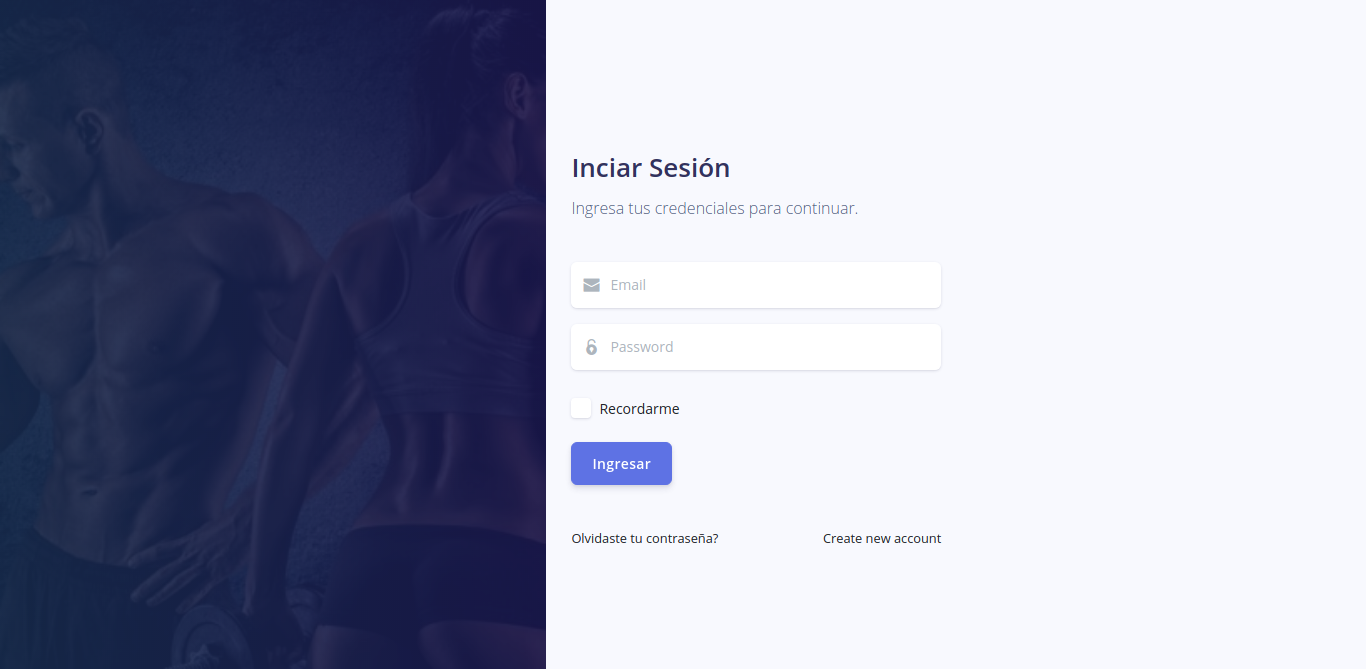 Inciar Sesión
Ingresa tus credenciales para continuar.
Email
Password
Recordarme
Ingresar
Olvidaste tu contraseña? Create new account